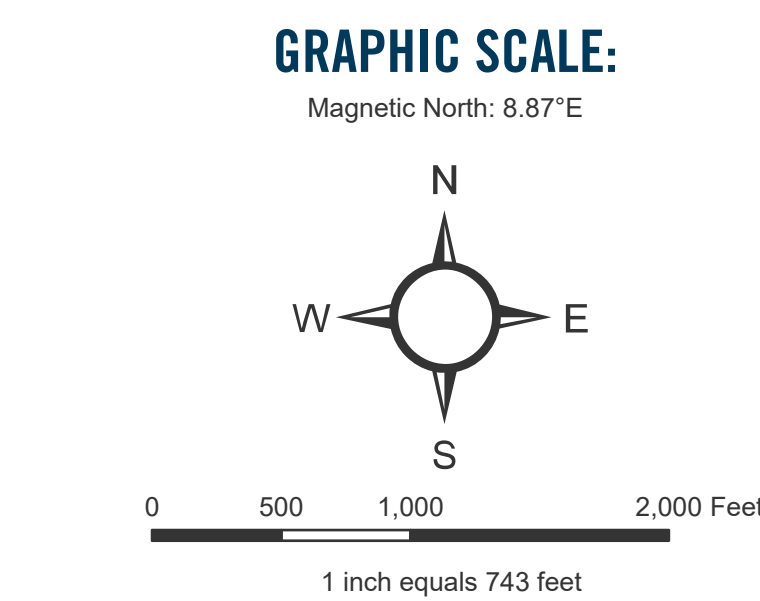 GRAPHIC SCALE:
Magnetic North: 8.87°E
N
W E
S
0 500 1,000 2,000 Feet
1 inch equals 743 feet